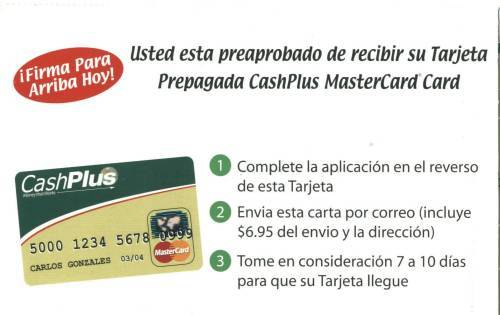 ¡Firma Para
Arriba Hoy!
Usted esta preaprobado de recibir su Tarjeta
Prepagada CashPlus MasterCard Card
CashPlus
5000 1234 5678 9999
CARLOS GONZALES 03/04
MasterCard
1 Complete la aplicación en el reverso
de esta Tarjeta
2 Envia esta carta por correo (incluye
$6.95 del envio y la dirección)
3 Tome en consideración 7 a 10 días
para que su Tarjeta llegue